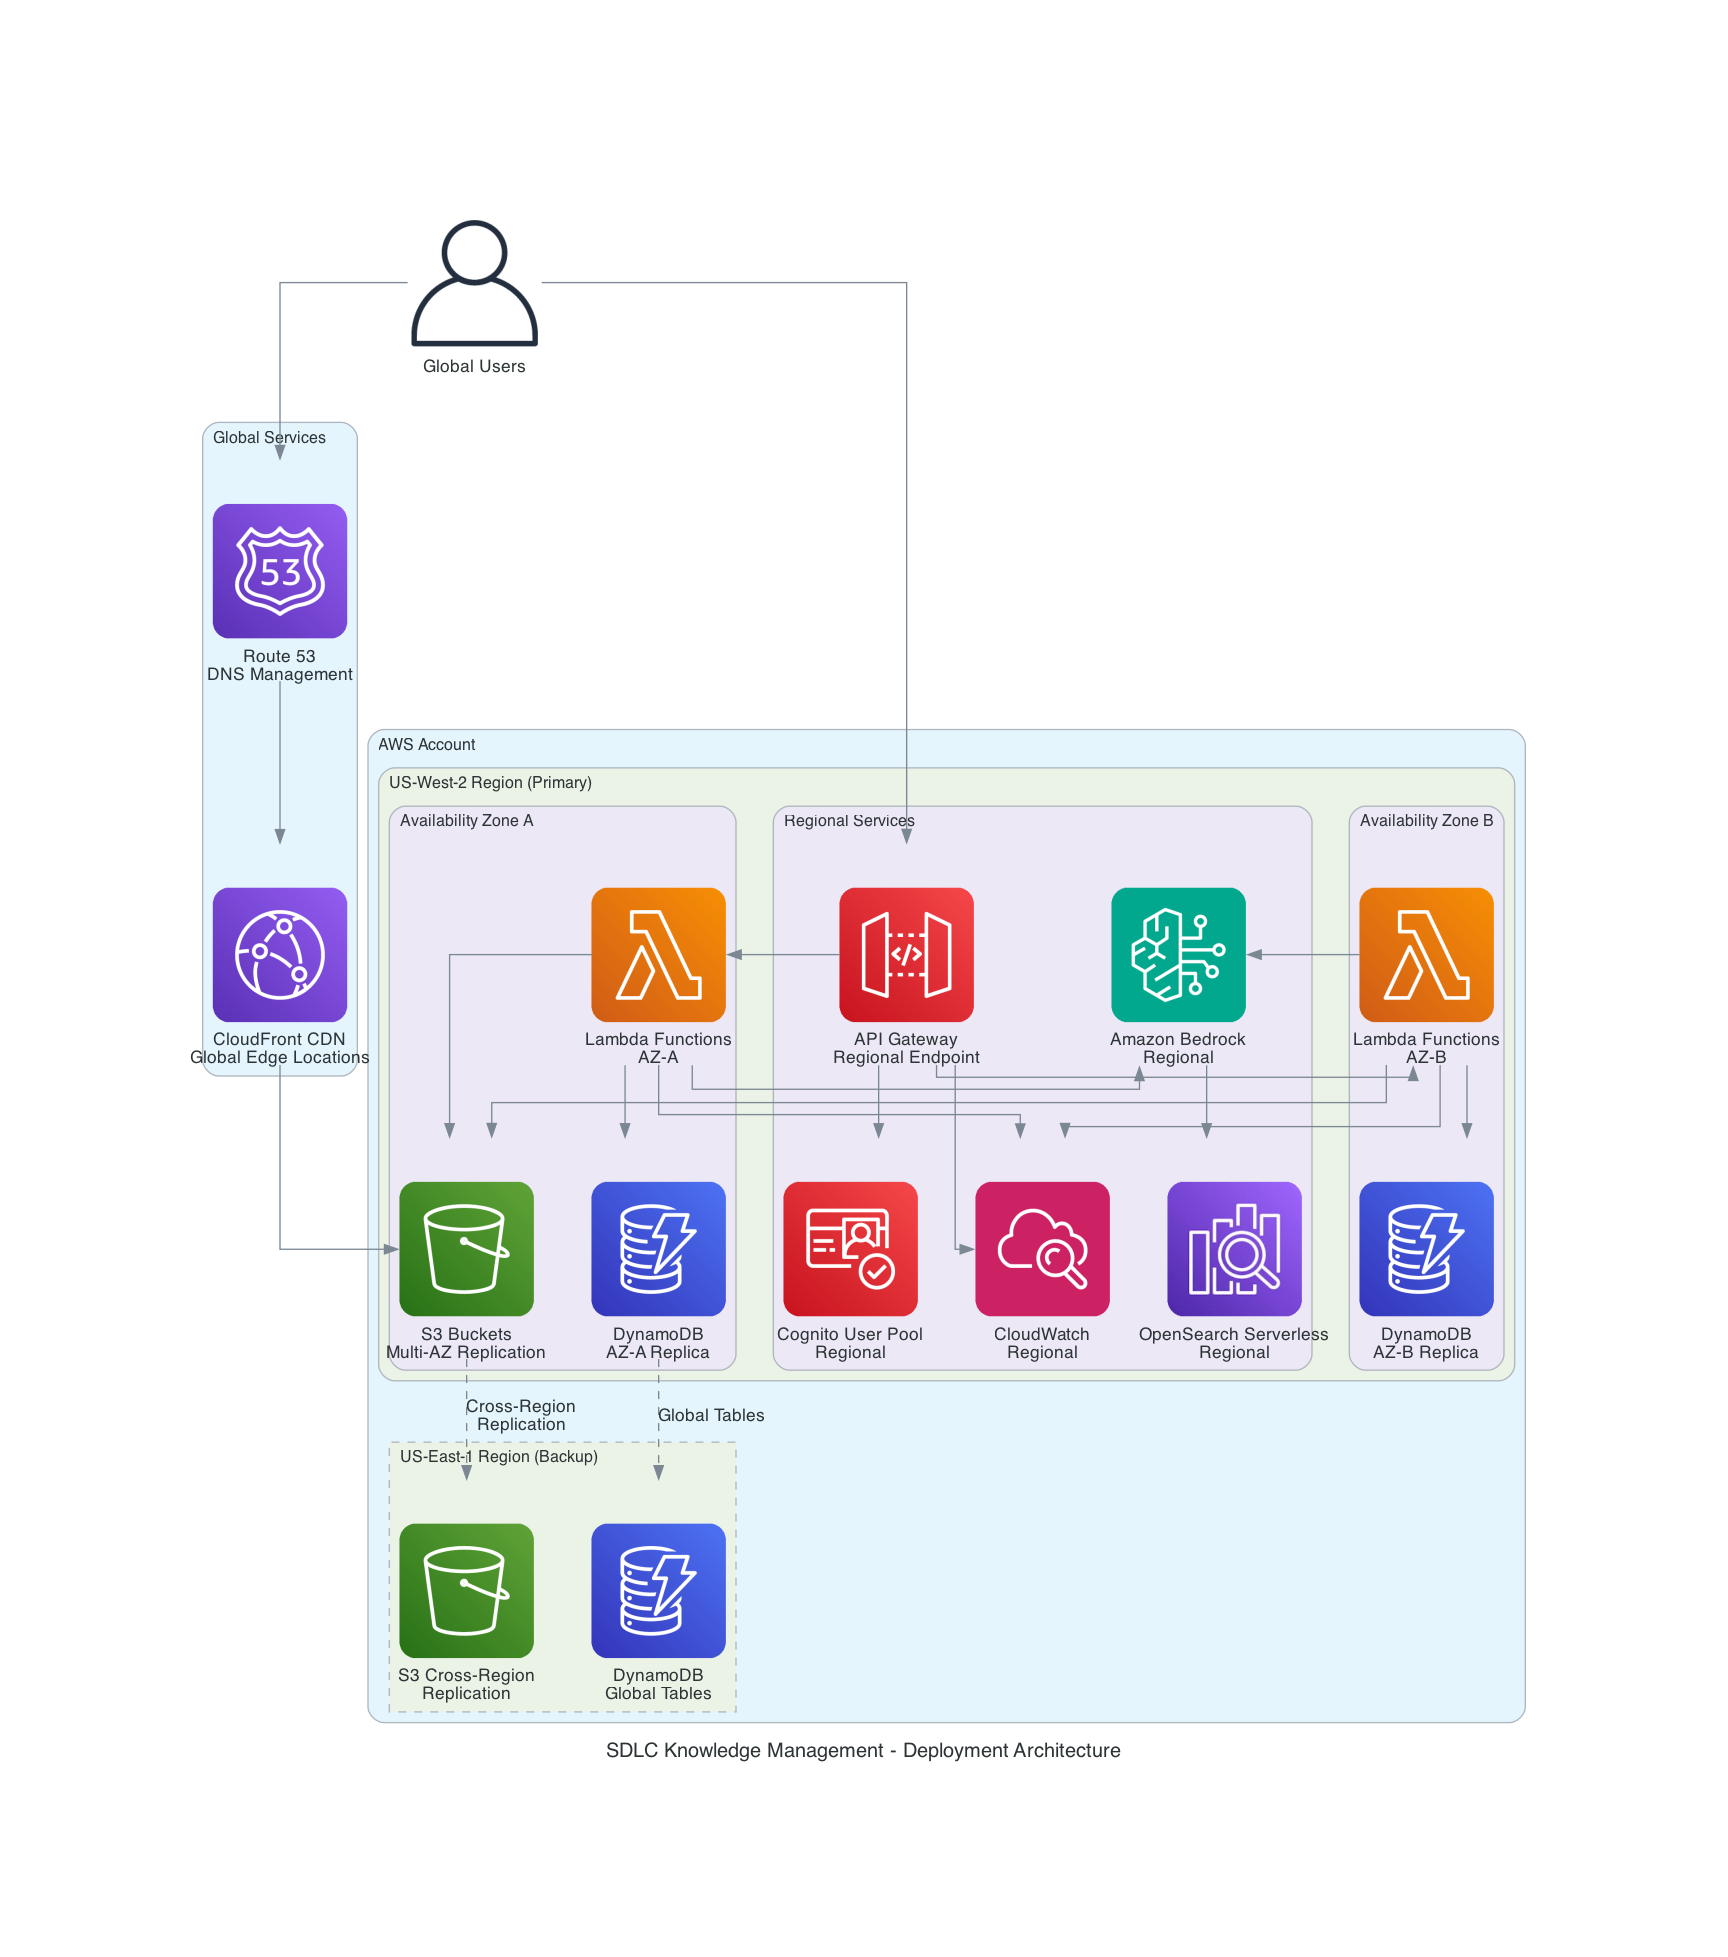 Global Users
Global Services
53
Route 53
DNS Management
AWS Account
US-West-2 Region (Primary)
Availability Zone A
Regional Services
Availability Zone B
CloudFront CDN
Global Edge Locations
Lambda Functions
AZ-A
API Gateway
Regional Endpoint
Amazon Bedrock
Regional
Lambda Functions
AZ-B
S3 Buckets
Multi-AZ Replication
DynamoDB
AZ-A Replica
Cognito User Pool
Regional
CloudWatch
Regional
OpenSearch Serverless
Regional
DynamoDB
AZ-B Replica
Cross-Region
Replication
Global Tables
US-East-1 Region (Backup)
S3 Cross-Region
Replication
DynamoDB
Global Tables
SDLC Knowledge Management - Deployment Architecture